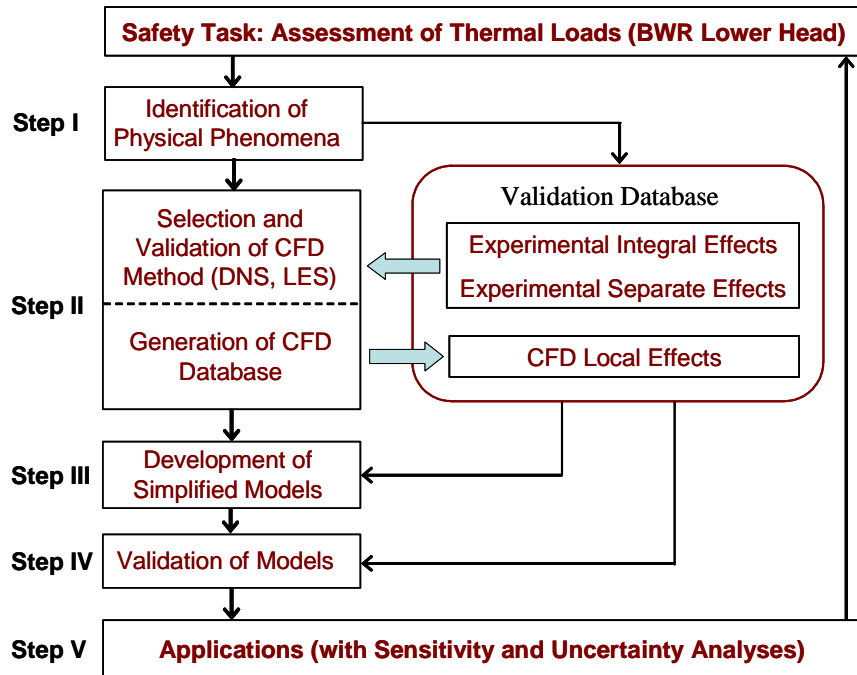 Safety Task: Assessment of Thermal Loads (BWR Lower Head)
Step I
Identification of
Physical Phenomena
Step II
Selection and
Validation of CFD
Method (DNS, LES)
Generation of CFD
Database
Validation Database
Experimental Integral Effects
Experimental Separate Effects
CFD Local Effects
Step III
Development of
Simplified Models
Step IV
Validation of Models
Step V
Applications (with Sensitivity and Uncertainty Analyses)